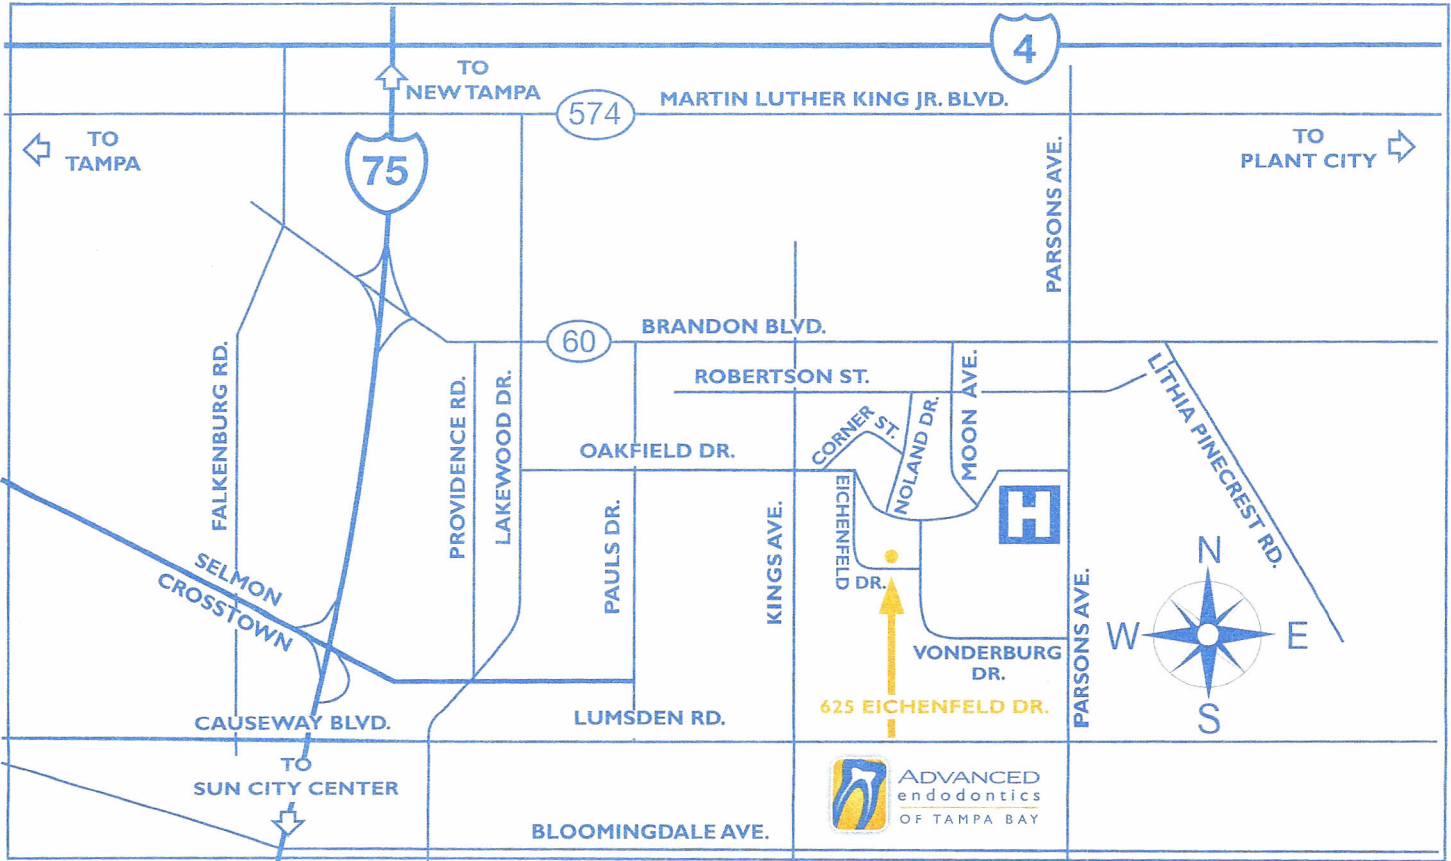 4
TO
NEW TAMPA
574
MARTIN LUTHER KING JR. BLVD.
TO
TAMPA
75
TO
PLANT CITY
PARSONS AVE.
60
BRANDON BLVD.
ROBERTSON ST.
LITHIA PINECREST RD.
FALKENBURG RD.
PROVIDENCE RD.
LAKEWOOD DR.
OAKFIELD DR.
CORNER ST.
NOLAND DR.
MOON AVE.
PAULS DR.
KINGS AVE.
EICHENFELD
DR.
H
SELMON
CROSSTOWN
N
W
E
S
VONDERBURG
DR.
PARSONS AVE.
625 EICHENFELD DR.
CAUSEWAY BLVD.
LUMSDEN RD.
TO
SUN CITY CENTER
ADVANCED
endodontics
OF TAMPA BAY
BLOOMINGDALE AVE.